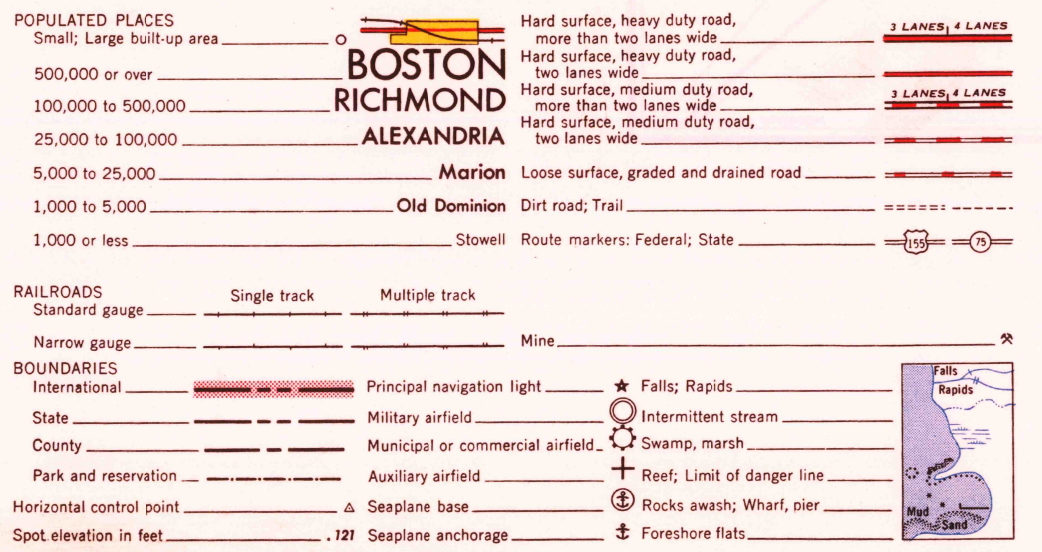 POPULATED PLACES
Small; Large built-up area
500,000 or over BOSTON
100,000 to 500,000 RICHMOND
25,000 to 100,000 ALEXANDRIA
5,000 to 25,000 Marion
1,000 to 5,000 Old Dominion
1,000 or less Stowell
Hard surface, heavy duty road,
more than two lanes wide 3 LANES 4 LANES
Hard surface, heavy duty road,
two lanes wide
Hard surface, medium duty road,
more than two lanes wide 3 LANES 4 LANES
Hard surface, medium duty road,
two lanes wide
Loose surface, graded and drained road
Dirt road; Trail
Route markers: Federal; State 155 75
RAILROADS
Single track Multiple track
Standard gauge
Narrow gauge
Mine
BOUNDARIES
International
State
County
Park and reservation
Horizontal control point
Spot elevation in feet .121
Principal navigation light
Military airfield
Municipal or commercial airfield
Auxiliary airfield
Seaplane base
Seaplane anchorage
Falls; Rapids
Intermittent stream
Swamp, marsh
Reef; Limit of danger line
Rocks awash; Wharf, pier
Foreshore flats
Falls
Rapids
Mud
Sand